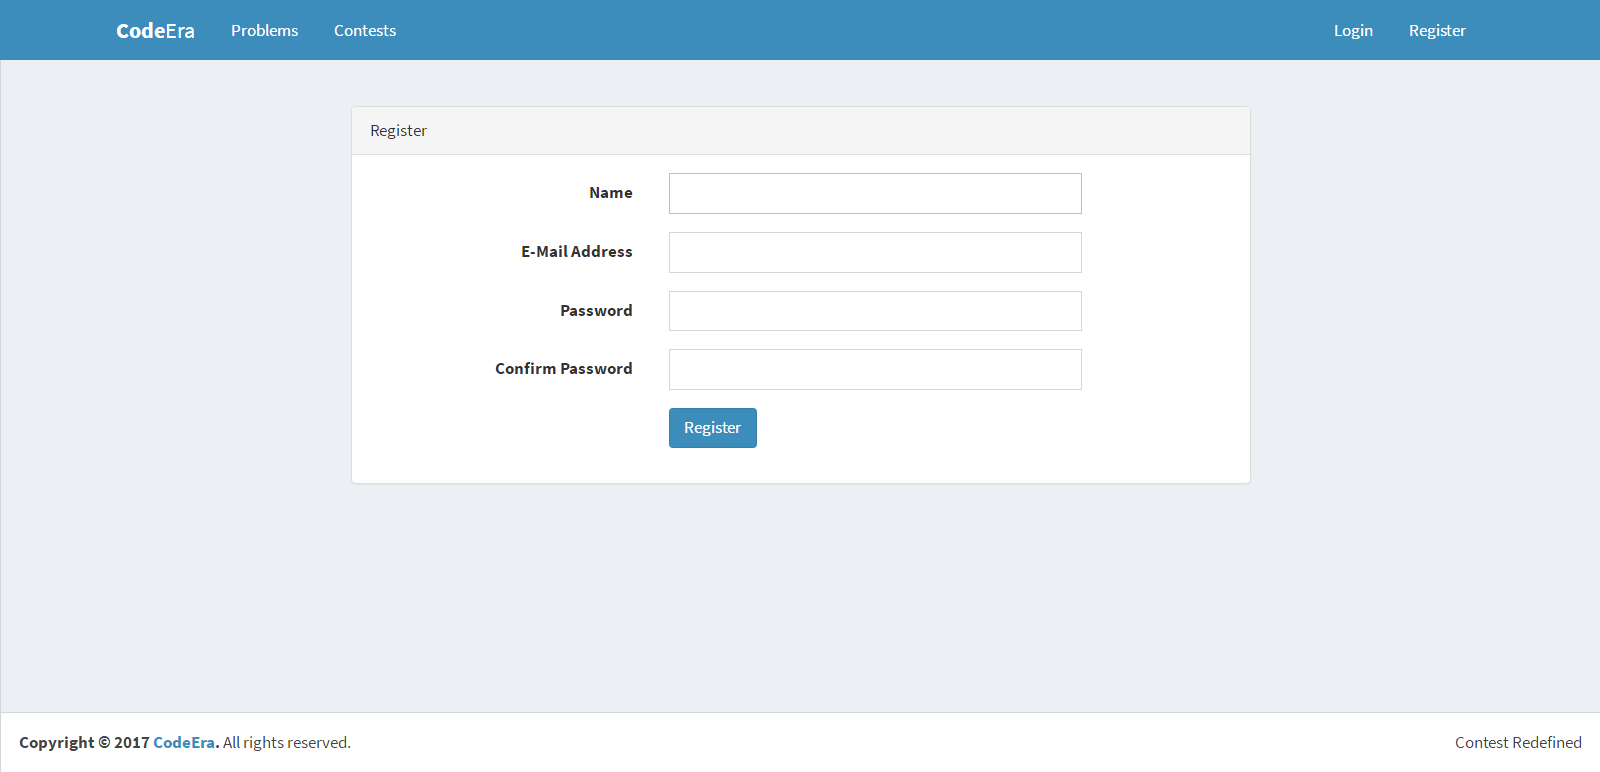 CodeEra Problems Contests Login Register
Register
Name
E-Mail Address
Password
Confirm Password
Register
Copyright © 2017 CodeEra. All rights reserved. Contest Redefined